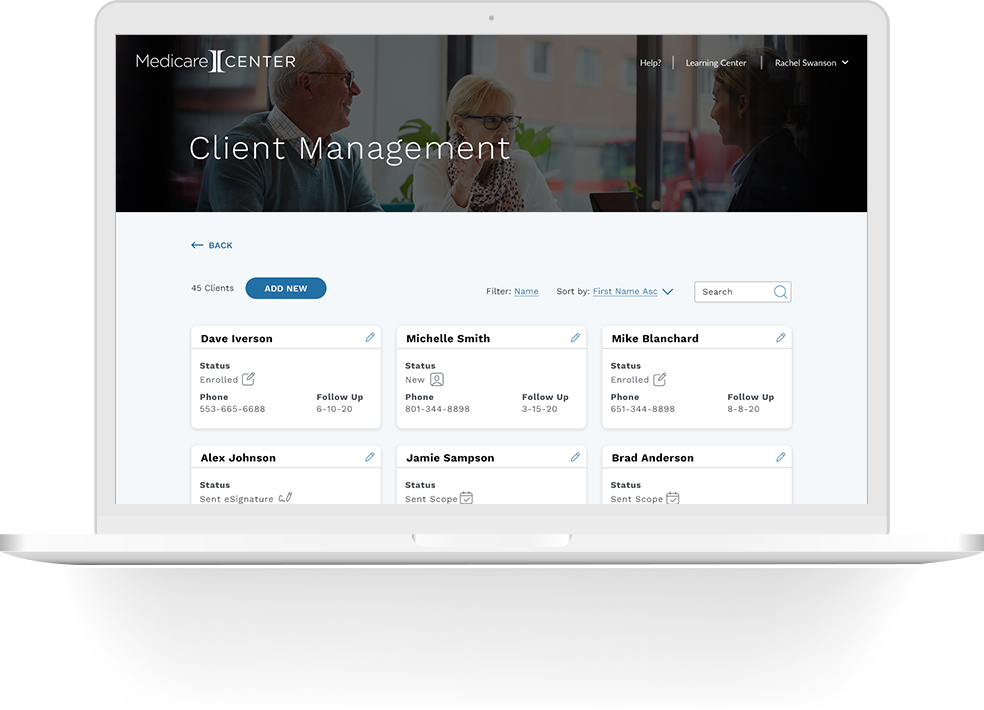 Medicare CENTER
Help? Learning Center Rachel Swanson
Client Management
BACK
45 Clients ADD NEW Filter: Name Sort by: First Name Asc Search
Dave Iverson Michelle Smith Mike Blanchard
Status Status Status
Enrolled New Enrolled
Phone Follow Up Phone Follow Up Phone Follow Up
553-665-6688 6-10-20 801-344-8898 3-15-20 651-344-8898 8-8-20
Alex Johnson Jamie Sampson Brad Anderson
Status Status Status
Sent eSignature Sent Scope Sent Scope